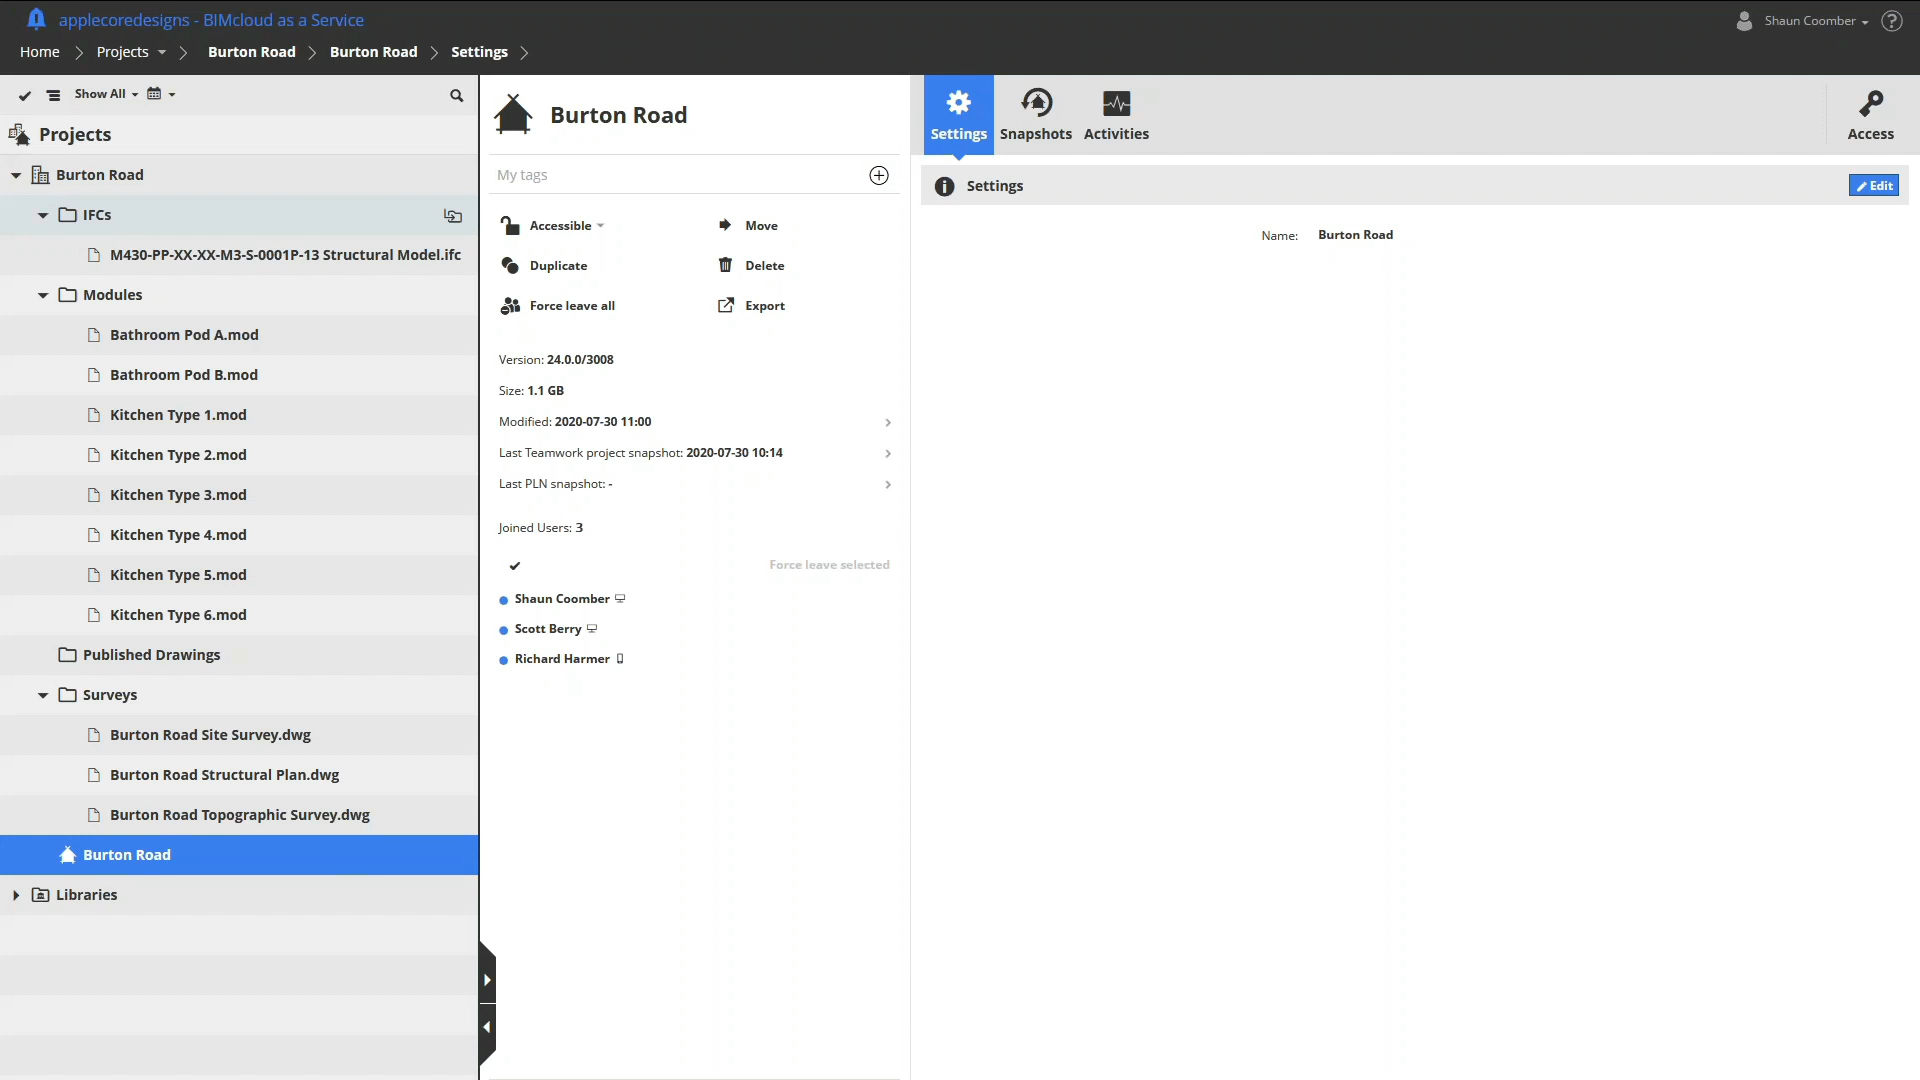 applecoredesigns - BIMcloud as a Service
Shaun Coomber
?
Home Projects Burton Road Burton Road Settings
Show All
Projects
Burton Road
IFCs
M430-PP-XX-XX-M3-S-0001P-13 Structural Model.ifc
Modules
Bathroom Pod A.mod
Bathroom Pod B.mod
Kitchen Type 1.mod
Kitchen Type 2.mod
Kitchen Type 3.mod
Kitchen Type 4.mod
Kitchen Type 5.mod
Kitchen Type 6.mod
Published Drawings
Surveys
Burton Road Site Survey.dwg
Burton Road Structural Plan.dwg
Burton Road Topographic Survey.dwg
Burton Road
Libraries
Burton Road
My tags
Accessible
Move
Duplicate
Delete
Force leave all
Export
Version: 24.0.0/3008
Size: 1.1 GB
Modified: 2020-07-30 11:00
Last Teamwork project snapshot: 2020-07-30 10:14
Last PLN snapshot: -
Joined Users: 3
Force leave selected
Shaun Coomber
Scott Berry
Richard Harmer
Settings
Snapshots
Activities
Access
Settings
Edit
Name: Burton Road